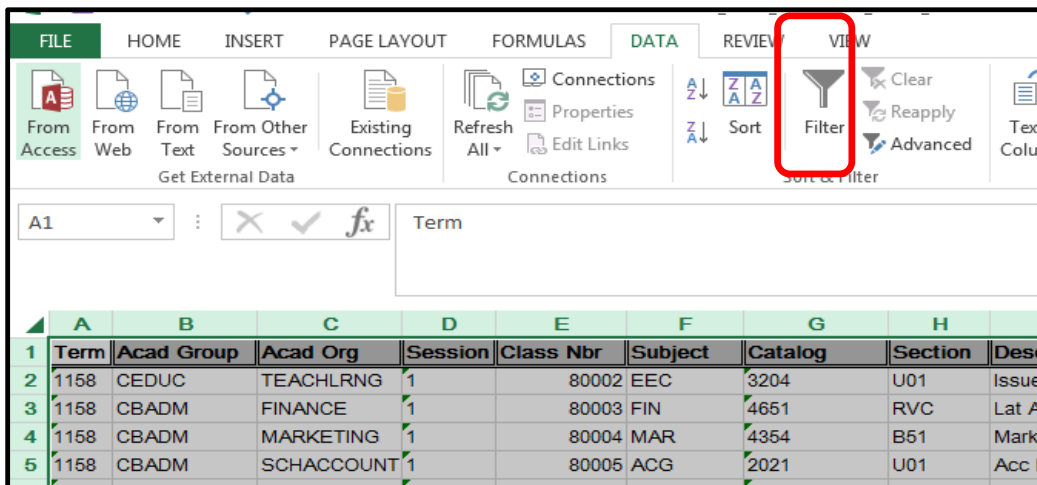 FILE HOME INSERT PAGE LAYOUT FORMULAS DATA REVIEW VIEW
From Access
From Web
From Text
From Other Sources
Existing Connections
Get External Data
Refresh All
Connections
Properties
Edit Links
Connections
A Z
Z A
Z A A Z
Sort
Filter
Clear
Reapply
Advanced
Sort & Filter
Tex
Colu
A1 fx Term
A B C D E F G H
1 Term Acad Group Acad Org Session Class Nbr Subject Catalog Section Des
2 1158 CEDUC TEACHLRNG 1 80002 EEC 3204 U01 Issue
3 1158 CBADM FINANCE 1 80003 FIN 4651 RVC Lat A
4 1158 CBADM MARKETING 1 80004 MAR 4354 B51 Mark
5 1158 CBADM SCHACCOUNT 1 80005 ACG 2021 U01 Acc